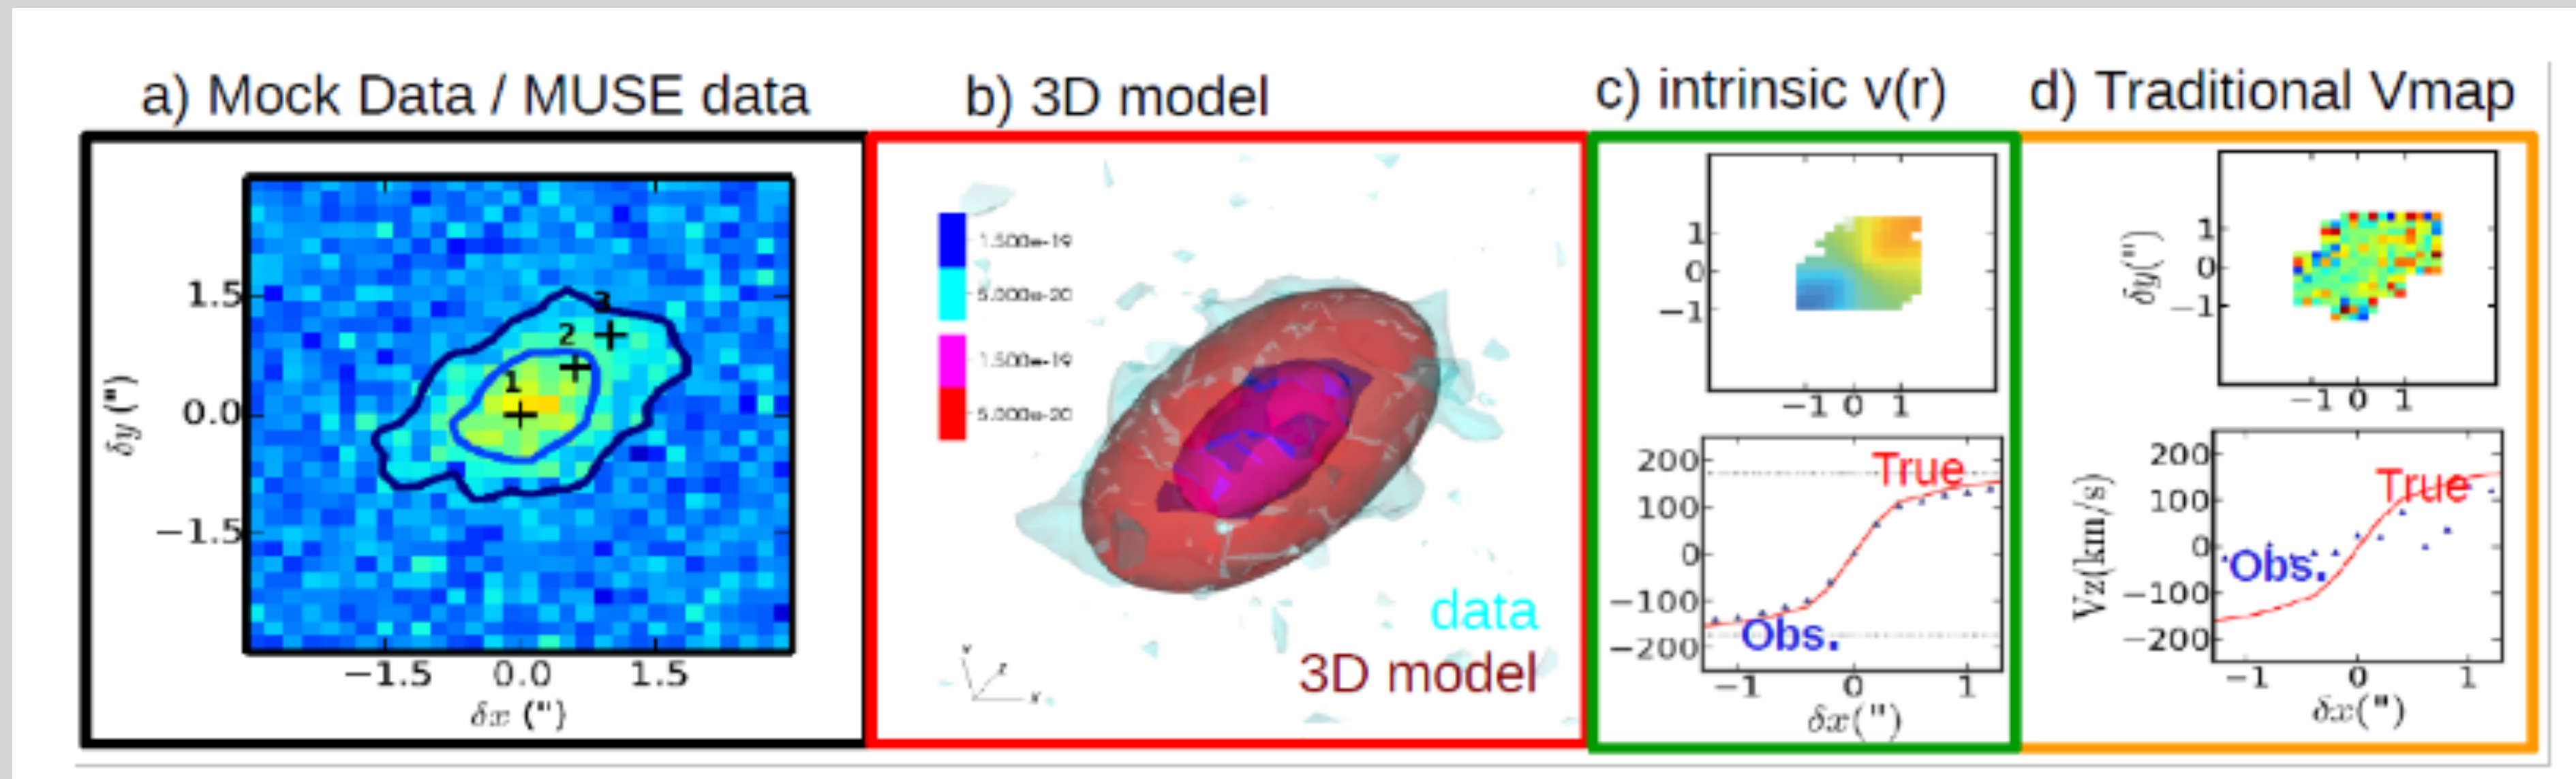 a) Mock Data / MUSE data
b) 3D model
c) intrinsic v(r)
d) Traditional Vmap
1.5
0.0
−1.5
δy (")
−1.5 0.0 1.5
δx (")
1
2
3
1.500e-19
5.000e-20
1.500e-19
5.000e-20
data
3D model
Y
Z
X
1
0
−1
−1 0 1
200
100
0
−100
−200
True
Obs.
−1 0 1
δx(")
δy(")
1
0
−1
−1 0 1
Vz(km/s)
200
100
0
−100
−200
True
Obs.
−1 0 1
δx(")